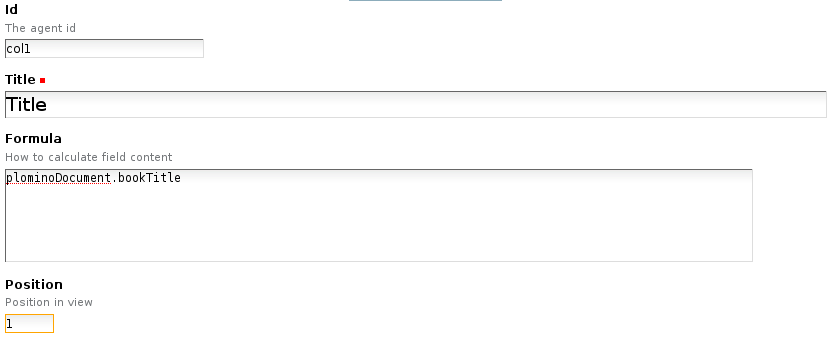 Id
The agent id
col1
Title
Title
Formula
How to calculate field content
plominoDocument.bookTitle
Position
Position in view
1